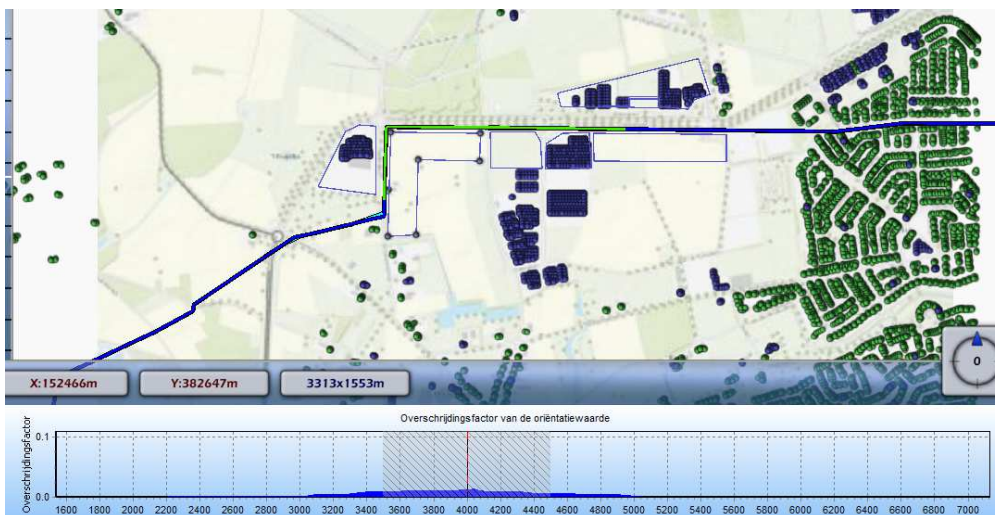 X:152466m
Y:382647m
3313x1553m
0
Overschrijdingsfactor van de oriëntatiewaarde
Overschrijdingsfactor
0.1
0.0
1600 1800 2000 2200 2400 2600 2800 3000 3200 3400 3600 3800 4000 4200 4400 4600 4800 5000 5200 5400 5600 5800 6000 6200 6400 6600 6800 7000